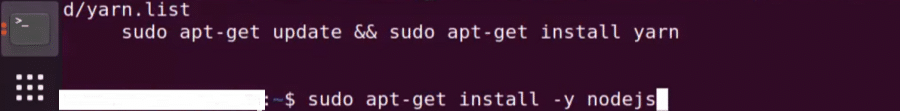 d/yarn.list
sudo apt-get update && sudo apt-get install yarn
:~$ sudo apt-get install -y nodejs